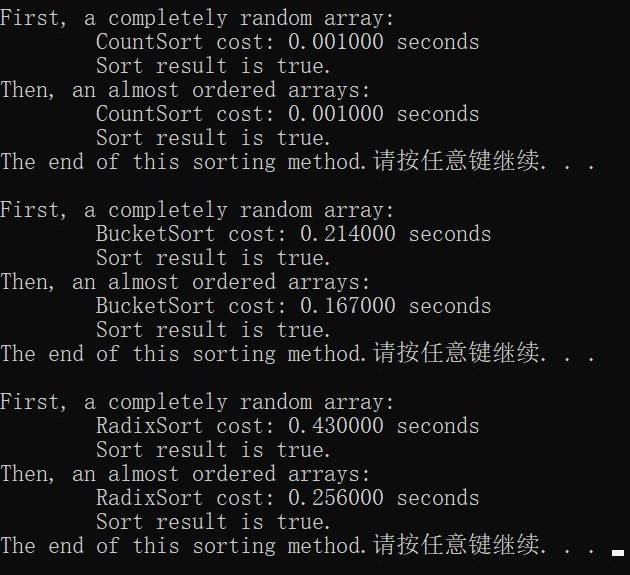 First, a completely random array:
CountSort cost: 0.001000 seconds
Sort result is true.
Then, an almost ordered arrays:
CountSort cost: 0.001000 seconds
Sort result is true.
The end of this sorting method.请按任意键继续. . .
First, a completely random array:
BucketSort cost: 0.214000 seconds
Sort result is true.
Then, an almost ordered arrays:
BucketSort cost: 0.167000 seconds
Sort result is true.
The end of this sorting method.请按任意键继续. . .
First, a completely random array:
RadixSort cost: 0.430000 seconds
Sort result is true.
Then, an almost ordered arrays:
RadixSort cost: 0.256000 seconds
Sort result is true.
The end of this sorting method.请按任意键继续. . .